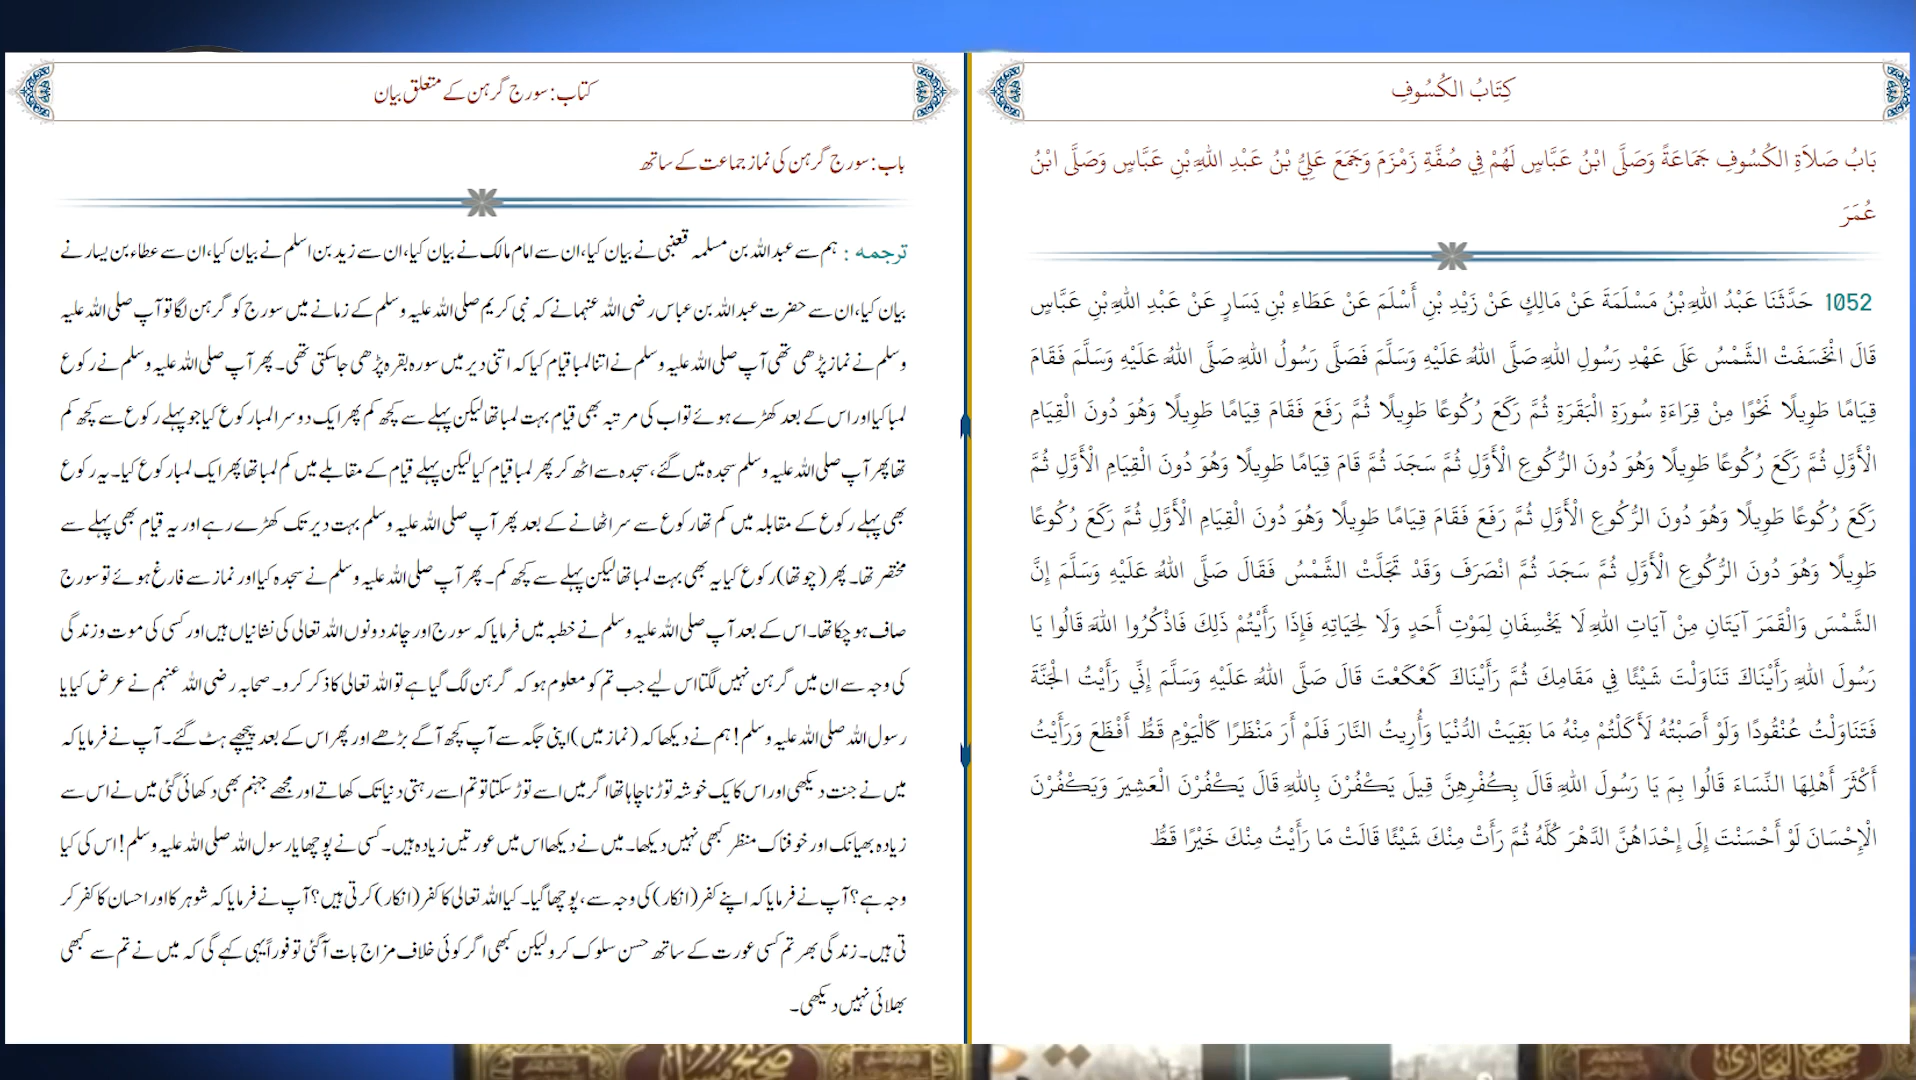 كِتَابُ الكُسُوفِ
بَابُ صَلاَةِ الكُسُوفِ جَمَاعَةً وَصَلَّى ابْنُ عَبَّاسٍ لَهُمْ فِي صُفَّةِ زَمْزَمَ وَجَمَعَ عَلِيُّ بْنُ عَبْدِ اللَّهِ بْنِ عَبَّاسٍ وَصَلَّى ابْنُ
عُمَرَ
1052 حَدَّثَنَا عَبْدُ اللَّهِ بْنُ مَسْلَمَةَ عَنْ مَالِكٍ عَنْ زَيْدِ بْنِ أَسْلَمَ عَنْ عَطَاءِ بْنِ يَسَارٍ عَنْ عَبْدِ اللَّهِ بْنِ عَبَّاسٍ
قَالَ انْخَسَفَتْ الشَّمْسُ عَلَى عَهْدِ رَسُولِ اللَّهِ صَلَّى اللَّهُ عَلَيْهِ وَسَلَّمَ فَصَلَّى رَسُولُ اللَّهِ صَلَّى اللَّهُ عَلَيْهِ وَسَلَّمَ فَقَامَ
قِيَامًا طَوِيلًا نَحْوًا مِنْ قِرَاءَةِ سُورَةِ الْبَقَرَةِ ثُمَّ رَكَعَ رُكُوعًا طَوِيلًا ثُمَّ رَفَعَ فَقَامَ قِيَامًا طَوِيلًا وَهُوَ دُونَ الْقِيَامِ
الْأَوَّلِ ثُمَّ رَكَعَ رُكُوعًا طَوِيلًا وَهُوَ دُونَ الرُّكُوعِ الْأَوَّلِ ثُمَّ سَجَدَ ثُمَّ قَامَ قِيَامًا طَوِيلًا وَهُوَ دُونَ الْقِيَامِ الْأَوَّلِ ثُمَّ
رَكَعَ رُكُوعًا طَوِيلًا وَهُوَ دُونَ الرُّكُوعِ الْأَوَّلِ ثُمَّ رَفَعَ فَقَامَ قِيَامًا طَوِيلًا وَهُوَ دُونَ الْقِيَامِ الْأَوَّلِ ثُمَّ رَكَعَ رُكُوعًا
طَوِيلًا وَهُوَ دُونَ الرُّكُوعِ الْأَوَّلِ ثُمَّ سَجَدَ ثُمَّ انْصَرَفَ وَقَدْ تَجَلَّتْ الشَّمْسُ فَقَالَ صَلَّى اللَّهُ عَلَيْهِ وَسَلَّمَ إِنَّ
الشَّمْسَ وَالْقَمَرَ آيَتَانِ مِنْ آيَاتِ اللَّهِ لَا يَخْسِفَانِ لِمَوْتِ أَحَدٍ وَلَا لِحَيَاتِهِ فَإِذَا رَأَيْتُمْ ذَلِكَ فَاذْكُرُوا اللَّهَ قَالُوا يَا
رَسُولَ اللَّهِ رَأَيْنَاكَ تَنَاوَلْتَ شَيْئًا فِي مَقَامِكَ ثُمَّ رَأَيْنَاكَ كَعْكَعْتَ قَالَ صَلَّى اللَّهُ عَلَيْهِ وَسَلَّمَ إِنِّي رَأَيْتُ الْجَنَّةَ
فَتَنَاوَلْتُ عُنْقُودًا وَلَوْ أَصَبْتُهُ لَأَكَلْتُمْ مِنْهُ مَا بَقِيَتْ الدُّنْيَا وَأُرِيتُ النَّارَ فَلَمْ أَرَ مَنْظَرًا كَالْيَوْمِ قَطُّ أَفْظَعَ وَرَأَيْتُ
أَكْثَرَ أَهْلِهَا النِّسَاءَ قَالُوا بِمَ يَا رَسُولَ اللَّهِ قَالَ بِكُفْرِهِنَّ قِيلَ يَكْفُرْنَ بِاللَّهِ قَالَ يَكْفُرْنَ الْعَشِيرَ وَيَكْفُرْنَ
الْإِحْسَانَ لَوْ أَحْسَنْتَ إِلَى إِحْدَاهُنَّ الدَّهْرَ كُلَّهُ ثُمَّ رَأَتْ مِنْكَ شَيْئًا قَالَتْ مَا رَأَيْتُ مِنْكَ خَيْرًا قَطُّ
کتاب: سورج گرہن کے متعلق بیان
باب: سورج گرہن کی نماز جماعت کے ساتھ
ترجمہ : ہم سے عبداللہ بن مسلمہ قعنبی نے بیان کیا، ان سے امام مالک نے بیان کیا، ان سے زید بن اسلم نے بیان کیا، ان سے عطاء بن یسار نے
بیان کیا، ان سے حضرت عبداللہ بن عباس رضی اللہ عنہما نے کہ نبی کریم صلی اللہ علیہ وسلم کے زمانے میں سورج کو گرہن لگا تو آپ صلی اللہ علیہ
وسلم نے نماز پڑھی تھی آپ صلی اللہ علیہ وسلم نے اتنا لمبا قیام کیا کہ اتنی دیر میں سورہ بقرہ پڑھی جا سکتی تھی۔ پھر آپ صلی اللہ علیہ وسلم نے رکوع
لمبا کیا اور اس کے بعد کھڑے ہوئے تو اب کی مرتبہ بھی قیام بہت لمبا تھا لیکن پہلے سے کچھ کم پھر ایک دوسرا لمبا رکوع کیا جو پہلے رکوع سے کچھ کم
تھا پھر آپ صلی اللہ علیہ وسلم سجدہ میں گئے، سجدہ سے اٹھ کر پھر لمبا قیام کیا لیکن پہلے قیام کے مقابلے میں کم لمبا تھا پھر ایک لمبا رکوع کیا۔ یہ رکوع
بھی پہلے رکوع کے مقابلہ میں کم تھا رکوع سے سر اٹھانے کے بعد پھر آپ صلی اللہ علیہ وسلم بہت دیر تک کھڑے رہے اور یہ قیام بھی پہلے سے
مختصر تھا۔ پھر ( چوتھا ) رکوع کیا یہ بھی بہت لمبا تھا لیکن پہلے سے کچھ کم۔ پھر آپ صلی اللہ علیہ وسلم نے سجدہ کیا اور نماز سے فارغ ہوئے تو سورج
صاف ہو چکا تھا۔ اس کے بعد آپ صلی اللہ علیہ وسلم نے خطبہ میں فرمایا کہ سورج اور چاند دونوں اللہ تعالی کی نشانیاں ہیں اور کسی کی موت و زندگی
کی وجہ سے ان میں گرہن نہیں لگتا اس لیے جب تم کو معلوم ہو کہ گرہن لگ گیا ہے تو اللہ تعالی کا ذکر کرو۔ صحابہ رضی اللہ عنہم نے عرض کیا یا
رسول اللہ صلی اللہ علیہ وسلم! ہم نے دیکھا کہ ( نماز میں ) اپنی جگہ سے آپ کچھ آگے بڑھے اور پھر اس کے بعد پیچھے ہٹ گئے۔ آپ نے فرمایا کہ
میں نے جنت دیکھی اور اس کا یک خوشہ توڑنا چاہا تھا اگر میں اسے توڑ سکتا تو تم اسے رہتی دنیا تک کھاتے اور مجھے جہنم بھی دکھائی گئی میں نے اس سے
زیادہ بھیانک اور خوفناک منظر کبھی نہیں دیکھا۔ میں نے دیکھا اس میں عورتیں زیادہ ہیں۔ کسی نے پوچھا یا رسول اللہ صلی اللہ علیہ وسلم! اس کی کیا
وجہ ہے؟ آپ نے فرمایا کہ اپنے کفر ( انکار ) کی وجہ سے، پوچھا گیا۔ کیا اللہ تعالی کا کفر ( انکار ) کرتی ہیں؟ آپ نے فرمایا کہ شوہر کا اور احسان کا کفر کر
تی ہیں۔ زندگی بھر تم کسی عورت کے ساتھ حسن سلوک کرو لیکن کبھی اگر کوئی خلاف مزاج بات آ گئی تو فوراً یہی کہے گی کہ میں نے تم سے کبھی
بھلائی نہیں دیکھی۔